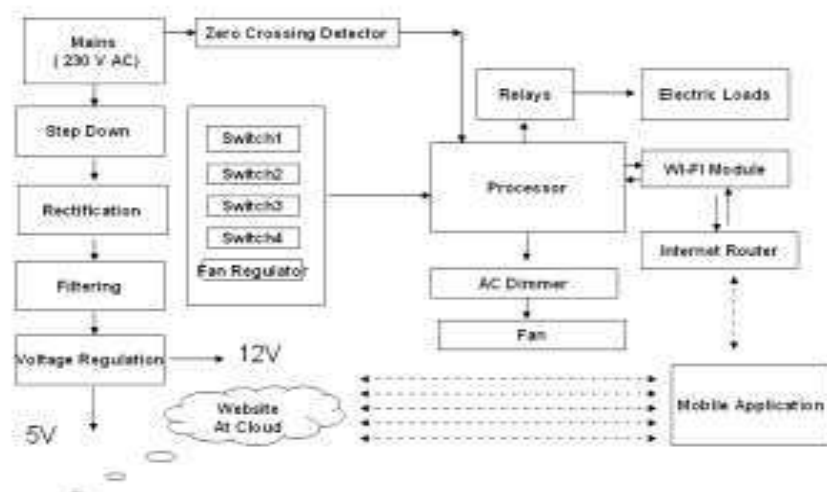 Mains
( 230 V AC)
Zero Crossing Detector
Relays
Electric Loads
Step Down
Switch1
Switch2
Switch3
Switch4
Fan Regulator
Processor
WI-FI Module
Rectification
Internet Router
Filtering
AC Dimmer
Fan
Voltage Regulation
12V
5V
Website
At Cloud
Mobile Application